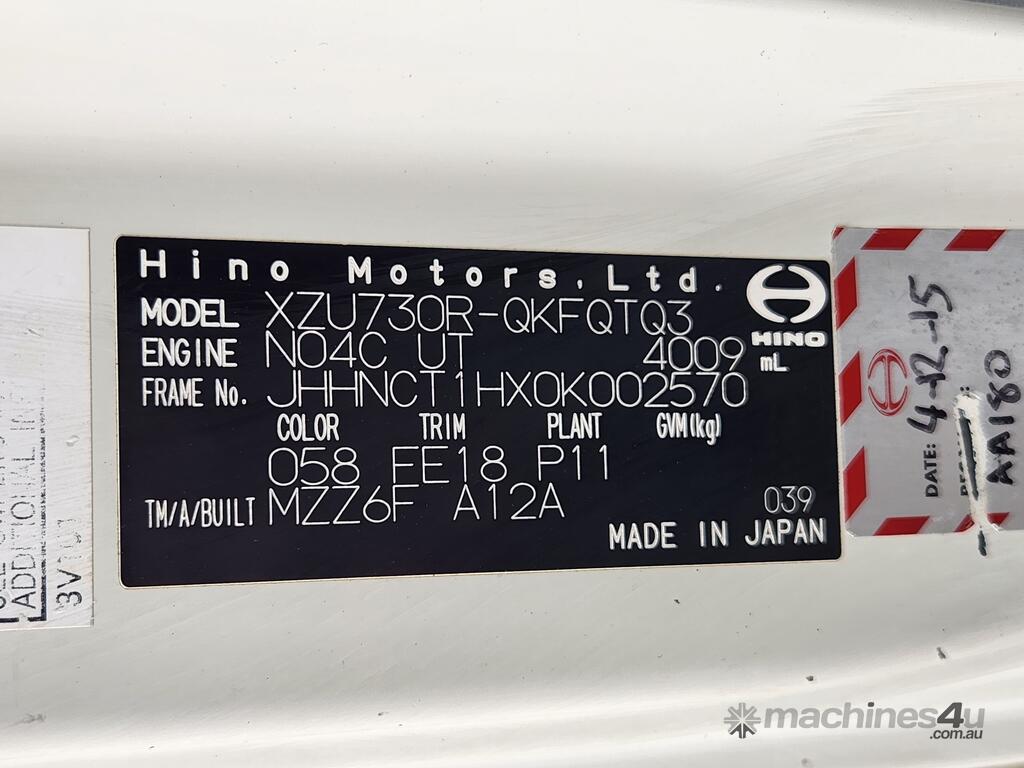 Hino Motors, Ltd.
MODEL XZU730R-QKFQTQ3
ENGINE N04C UT 4009 mL
FRAME No. JHHNCT1HX0K002570
COLOR TRIM PLANT GVM(kg)
058 FE18 P11
TM/A/BUILT MZZ6F A12A 039
MADE IN JAPAN
HINO
DATE: 4-12-15
AA180
ADDITIONAL
machines4u
.com.au